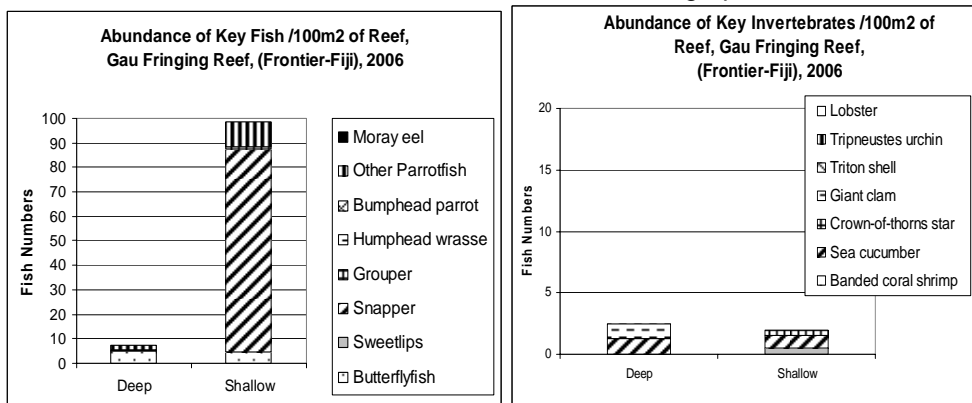 Abundance of Key Fish /100m2 of Reef,
Gau Fringing Reef, (Frontier-Fiji), 2006
Fish Numbers
100
90
80
70
60
50
40
30
20
10
0
Deep
Shallow
Moray eel
Other Parrotfish
Bumphead parrot
Humphead wrasse
Grouper
Snapper
Sweetlips
Butterflyfish
Abundance of Key Invertebrates /100m2 of
Reef, Gau Fringing Reef,
(Frontier-Fiji), 2006
Fish Numbers
20
15
10
5
0
Deep
Shallow
Lobster
Tripneustes urchin
Triton shell
Giant clam
Crown-of-thorns star
Sea cucumber
Banded coral shrimp